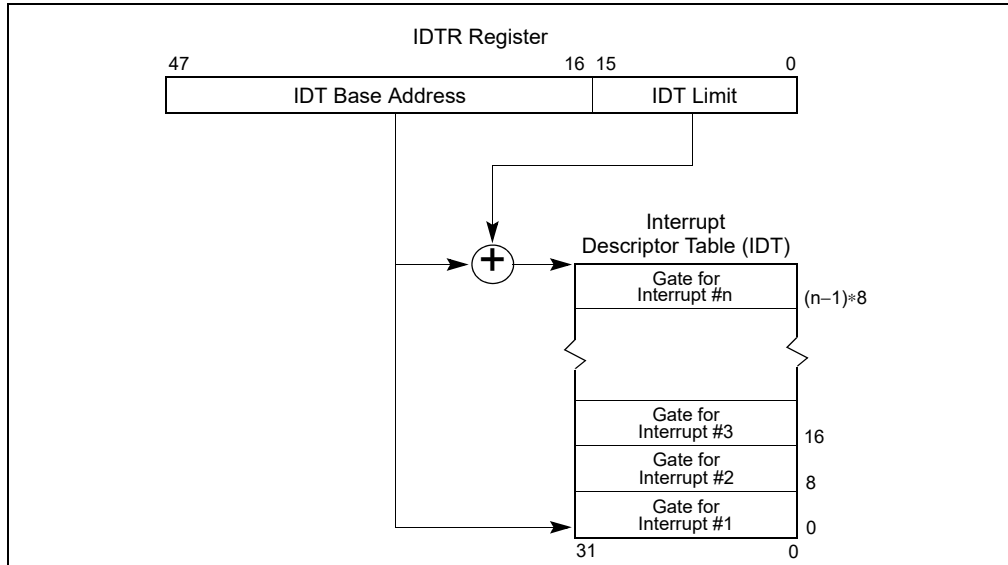 IDTR Register
47 16 15 0
IDT Base Address IDT Limit
+
Interrupt
Descriptor Table (IDT)
Gate for
Interrupt #n
(n−1)∗8
Gate for
Interrupt #3
16
Gate for
Interrupt #2
8
Gate for
Interrupt #1
0
31 0